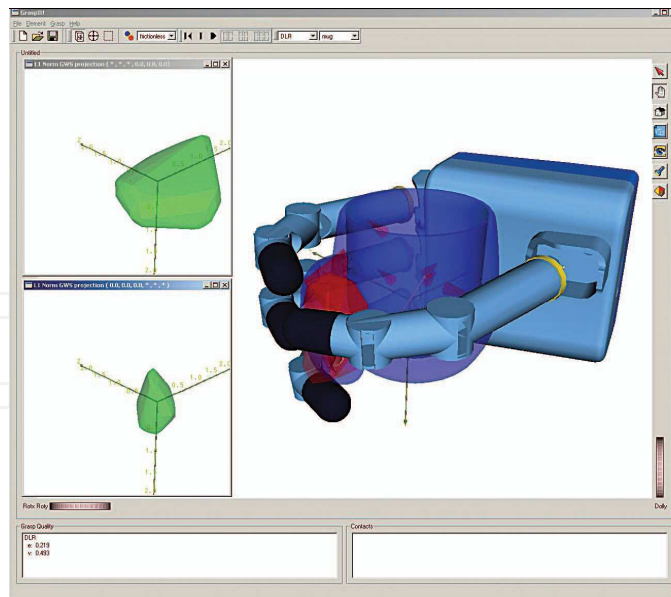 GraspIt!
File Element Grasp Help
frictionless
DLR
mug
Untitled
L1 Norm GWS projection ( *, *, *, 0.0, 0.0, 0.0)
L1 Norm GWS projection ( 0.0, 0.0, 0.0, *, *, * )
Rotx Roty
Dolly
Grasp Quality
Contacts
DLR
e: 0.219
v: 0.493